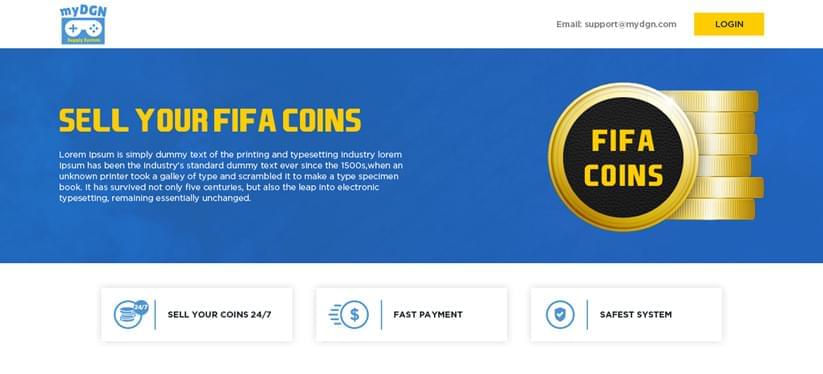 myDGN
Supply System
Email: support@mydgn.com
LOGIN
SELL YOUR FIFA COINS
Lorem Ipsum is simply dummy text of the printing and typesetting industry lorem
Ipsum has been the industry's standard dummy text ever since the 1500s,when an
unknown printer took a galley of type and scrambled it to make a type specimen
book. It has survived not only five centuries, but also the leap into electronic
typesetting, remaining essentially unchanged.
FIFA
COINS
24/7
SELL YOUR COINS 24/7
$
FAST PAYMENT
SAFEST SYSTEM